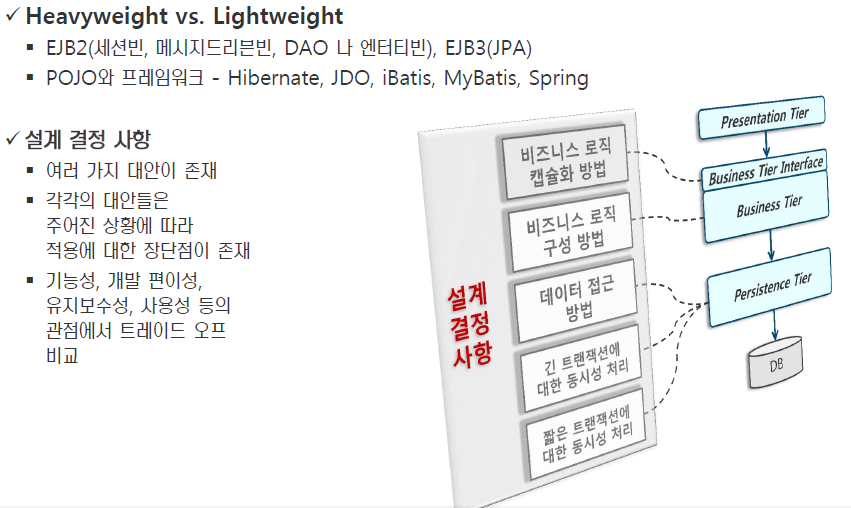 ✓ Heavyweight vs. Lightweight
▪ EJB2(세션빈, 메시지드리븐빈, DAO 나 엔터티빈), EJB3(JPA)
▪ POJO와 프레임워크 - Hibernate, JDO, iBatis, MyBatis, Spring
✓ 설계 결정 사항
▪ 여러 가지 대안이 존재
▪ 각각의 대안들은
주어진 상황에 따라
적용에 대한 장단점이 존재
▪ 기능성, 개발 편이성,
유지보수성, 사용성 등의
관점에서 트레이드 오프
비교
설계
결정
사항
비즈니스 로직
캡슐화 방법
비즈니스 로직
구성 방법
데이터 접근
방법
긴 트랜잭션에
대한 동시성 처리
짧은 트랜잭션에
대한 동시성 처리
Presentation Tier
Business Tier Interface
Business Tier
Persistence Tier
DB